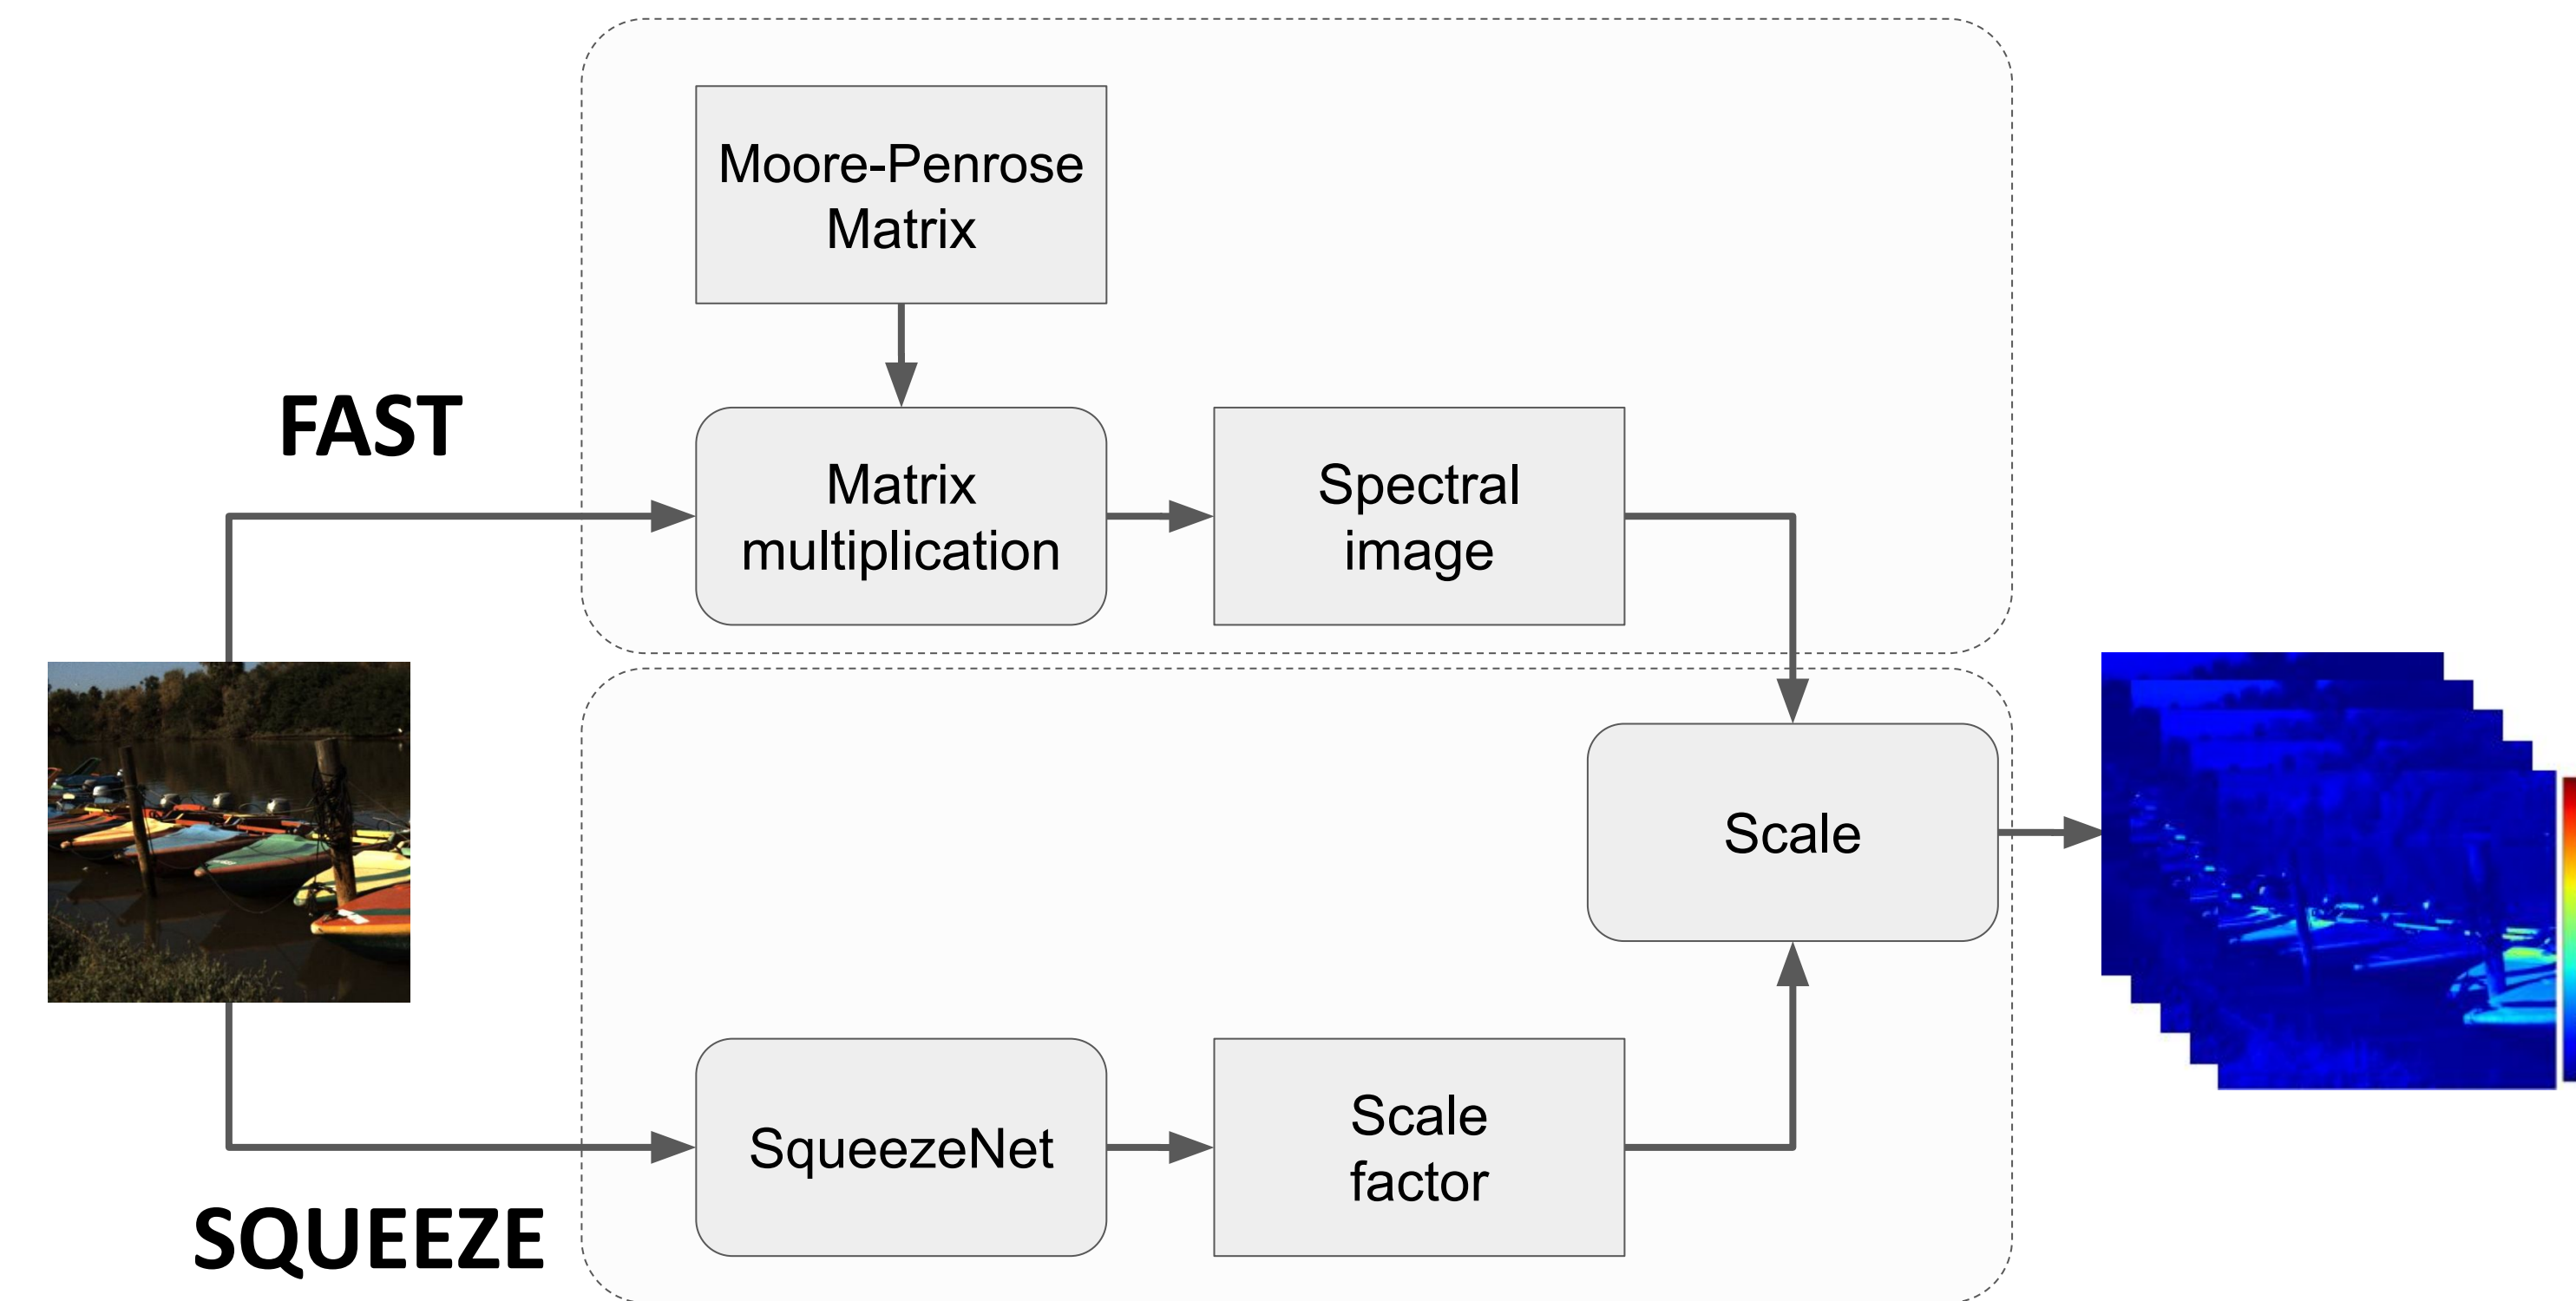 Moore-Penrose
Matrix
FAST
Matrix
multiplication
Spectral
image
Scale
SqueezeNet
Scale
factor
SQUEEZE